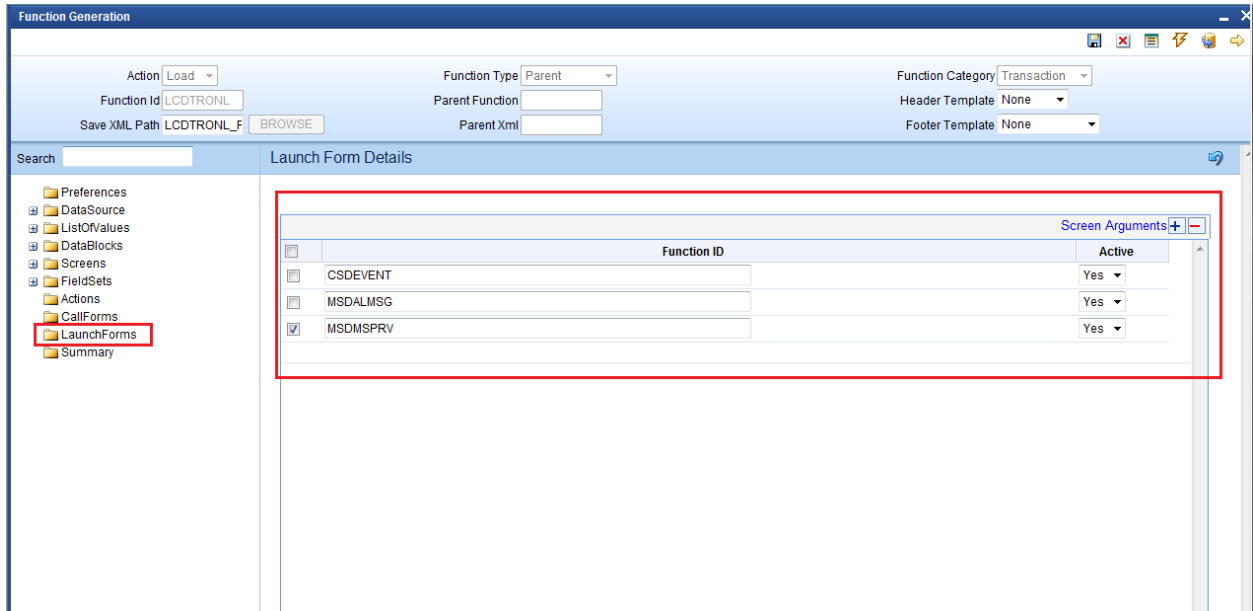 Function Generation
Action Load Function Type Parent Function Category Transaction
Function Id LCDTRONL Parent Function Header Template None
Save XML Path LCDTRONL_F BROWSE Parent Xml Footer Template None
Search Launch Form Details
Preferences
DataSource
ListOfValues
DataBlocks
Screens
FieldSets
Actions
CallForms
LaunchForms
Summary
Screen Arguments
Function ID Active
CSDEVENT Yes
MSDALMSG Yes
MSDMSPRV Yes